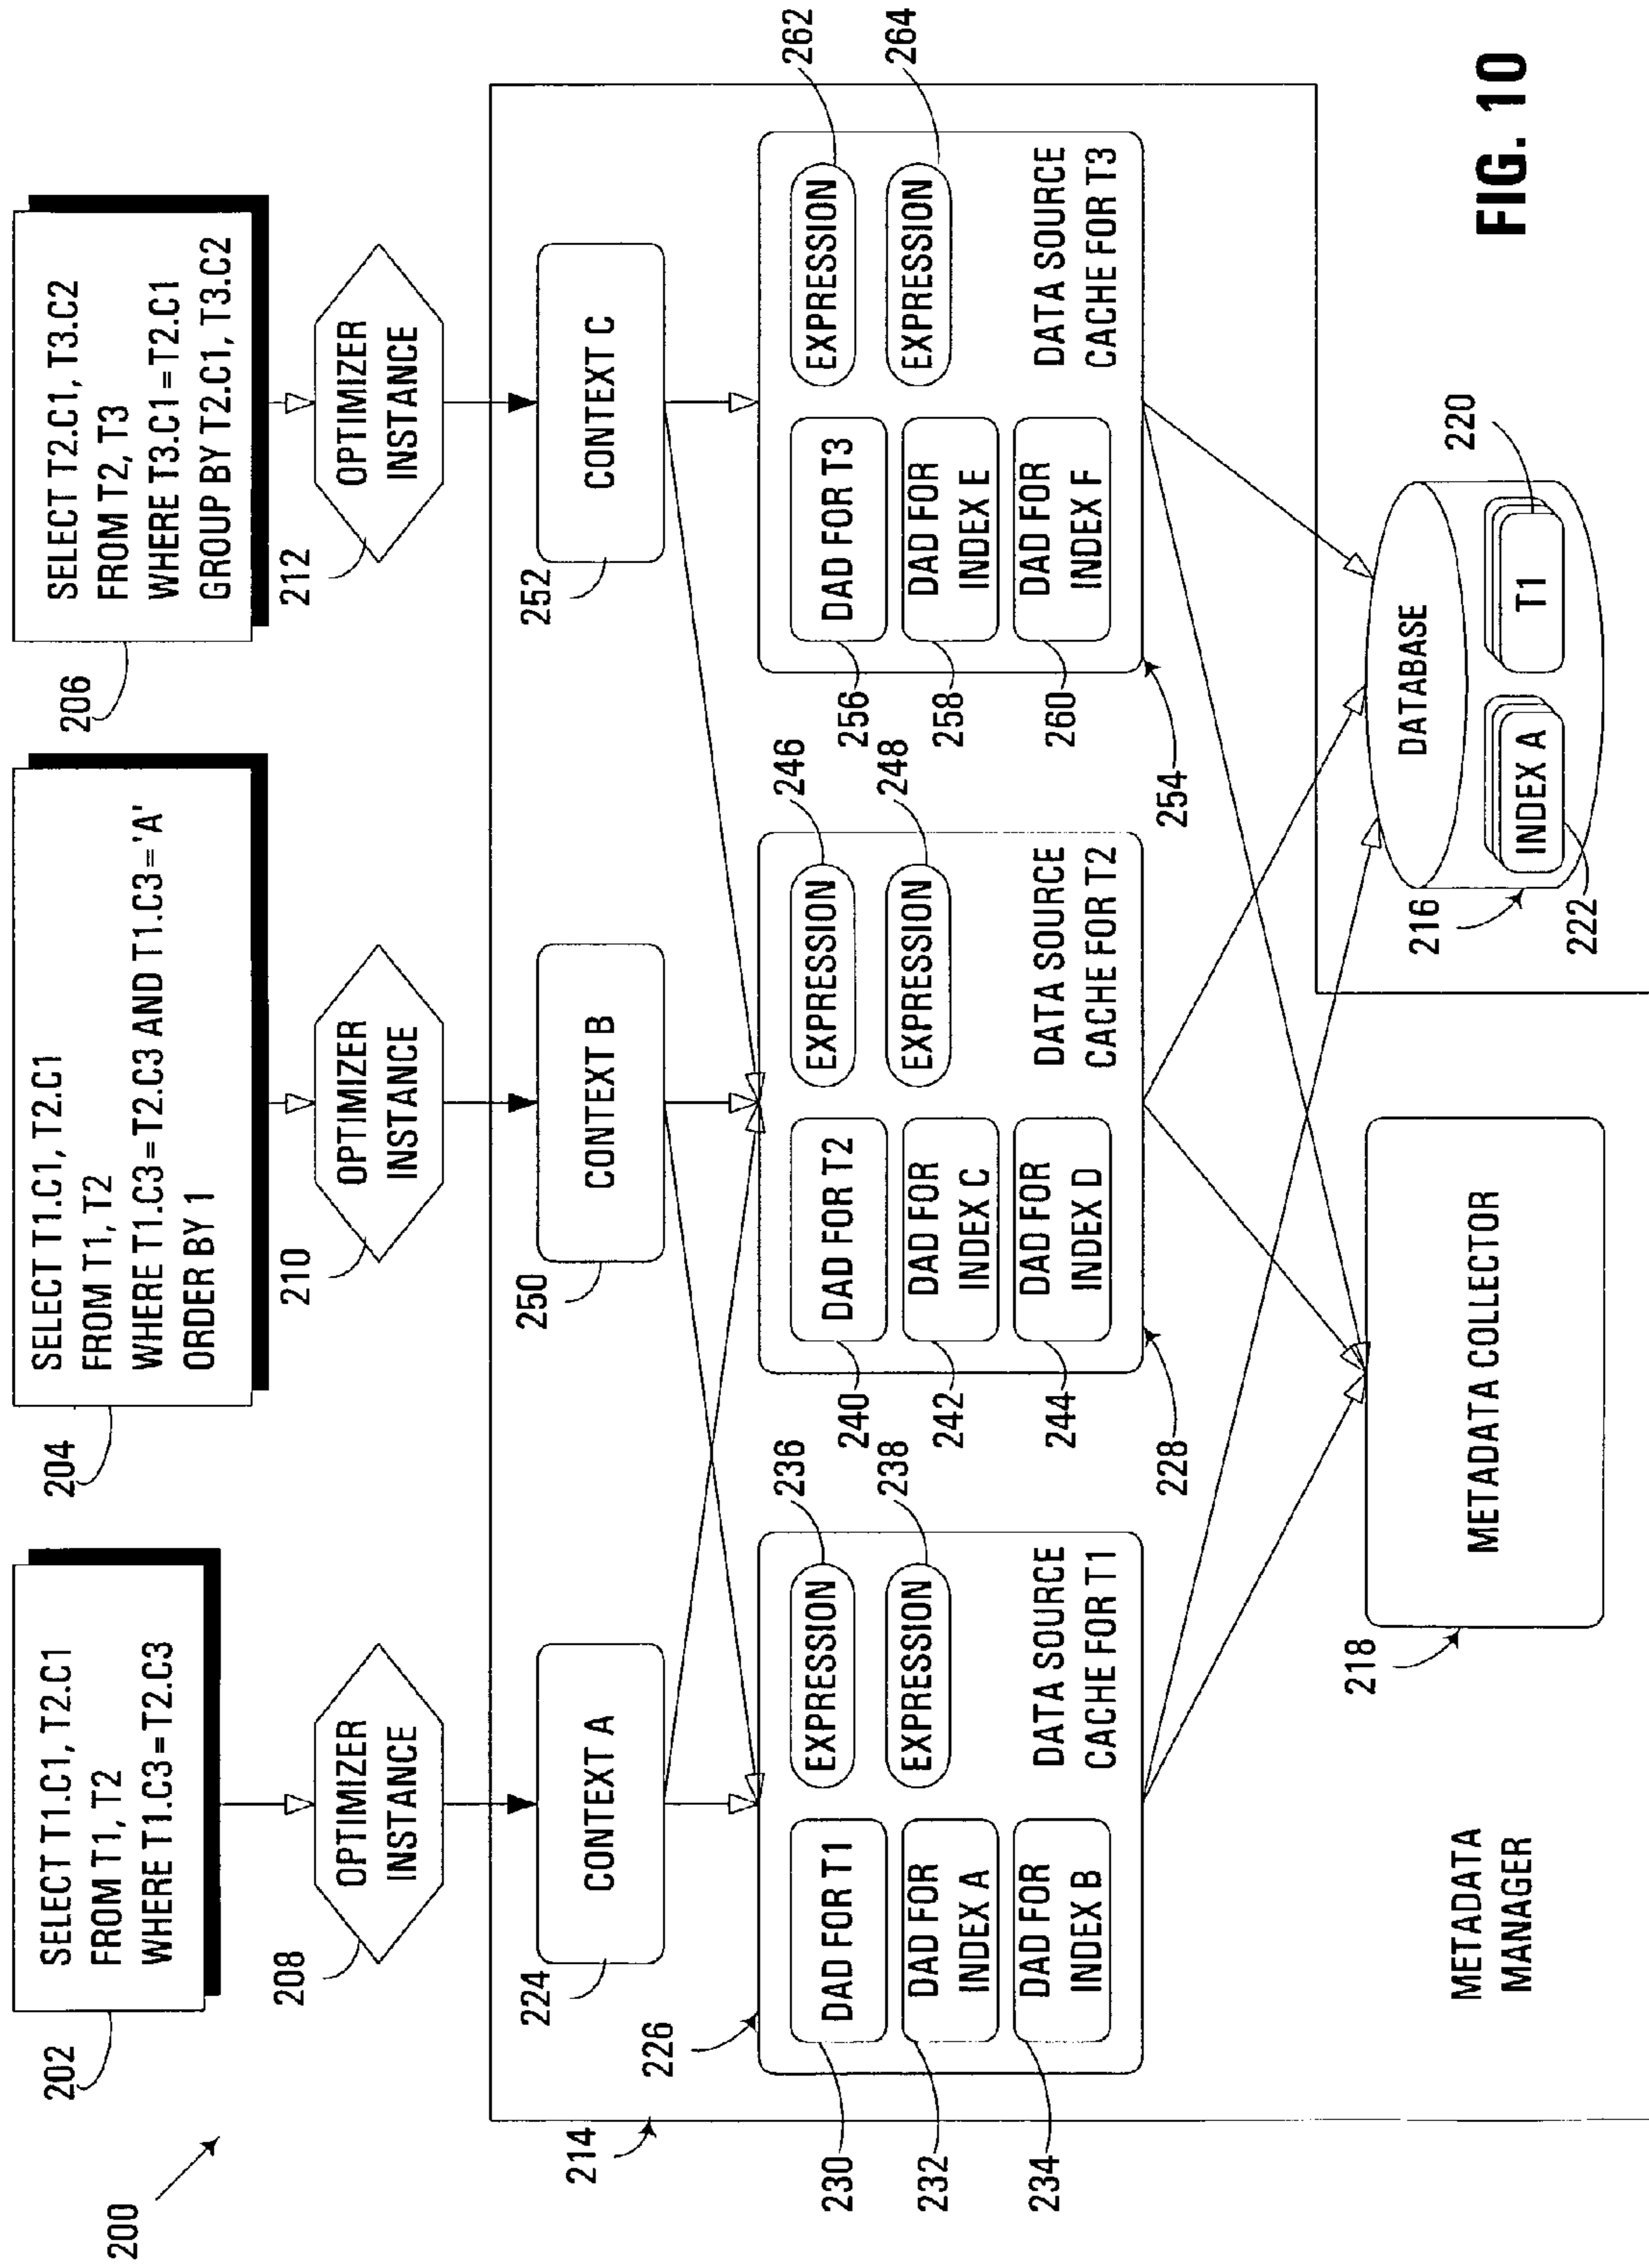 200
202
SELECT T1.C1, T2.C1
FROM T1, T2
WHERE T1.C3 = T2.C3
204
SELECT T1.C1, T2.C1
FROM T1, T2
WHERE T1.C3 = T2.C3 AND T1.C3 = 'A'
ORDER BY 1
206
SELECT T2.C1, T3.C2
FROM T2, T3
WHERE T3.C1 = T2.C1
GROUP BY T2.C1, T3.C2
208
OPTIMIZER
INSTANCE
210
OPTIMIZER
INSTANCE
212
OPTIMIZER
INSTANCE
214
224
CONTEXT A
250
CONTEXT B
252
CONTEXT C
226
230
DAD FOR T1
232
DAD FOR
INDEX A
234
DAD FOR
INDEX B
236
EXPRESSION
238
EXPRESSION
DATA SOURCE
CACHE FOR T1
228
240
DAD FOR T2
242
DAD FOR
INDEX C
244
DAD FOR
INDEX D
246
EXPRESSION
248
EXPRESSION
DATA SOURCE
CACHE FOR T2
254
256
DAD FOR T3
258
DAD FOR
INDEX E
260
DAD FOR
INDEX F
262
EXPRESSION
264
EXPRESSION
DATA SOURCE
CACHE FOR T3
METADATA
MANAGER
218
METADATA COLLECTOR
216
DATABASE
INDEX A
222
T1
220
FIG. 10